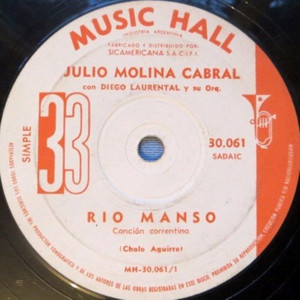 MUSIC HALL
INDUSTRIA ARGENTINA
FABRICADO Y DISTRIBUIDO POR:
SICAMERICANA S.A.C.I.F.I.
JULIO MOLINA CABRAL
con DIEGO LAURENTAL y su Orq.
SIMPLE
33
30.061
SADAIC
RIO MANSO
Canción correntina
(Cholo Aguirre)
MH-30.061/1